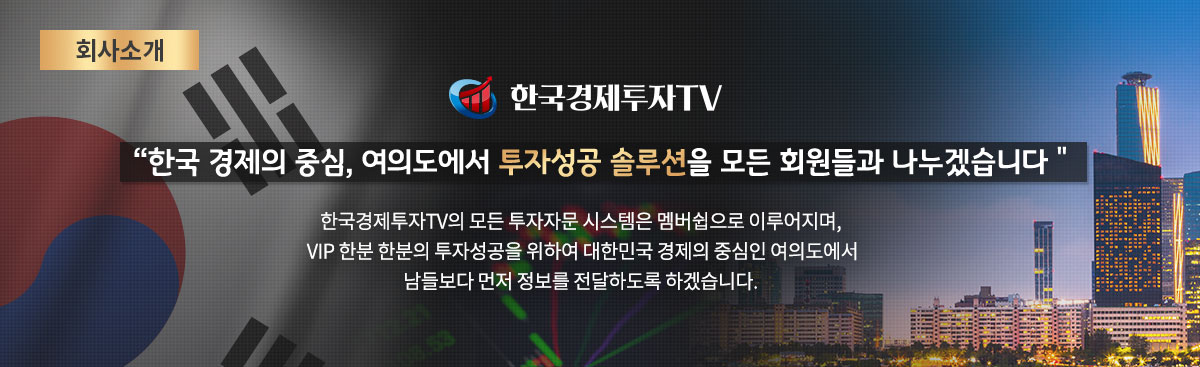 회사소개
한국경제투자TV
“한국 경제의 중심, 여의도에서 투자성공 솔루션을 모든 회원들과 나누겠습니다 "
한국경제투자TV의 모든 투자자문 시스템은 멤버쉽으로 이루어지며,
VIP 한분 한분의 투자성공을 위하여 대한민국 경제의 중심인 여의도에서
남들보다 먼저 정보를 전달하도록 하겠습니다.